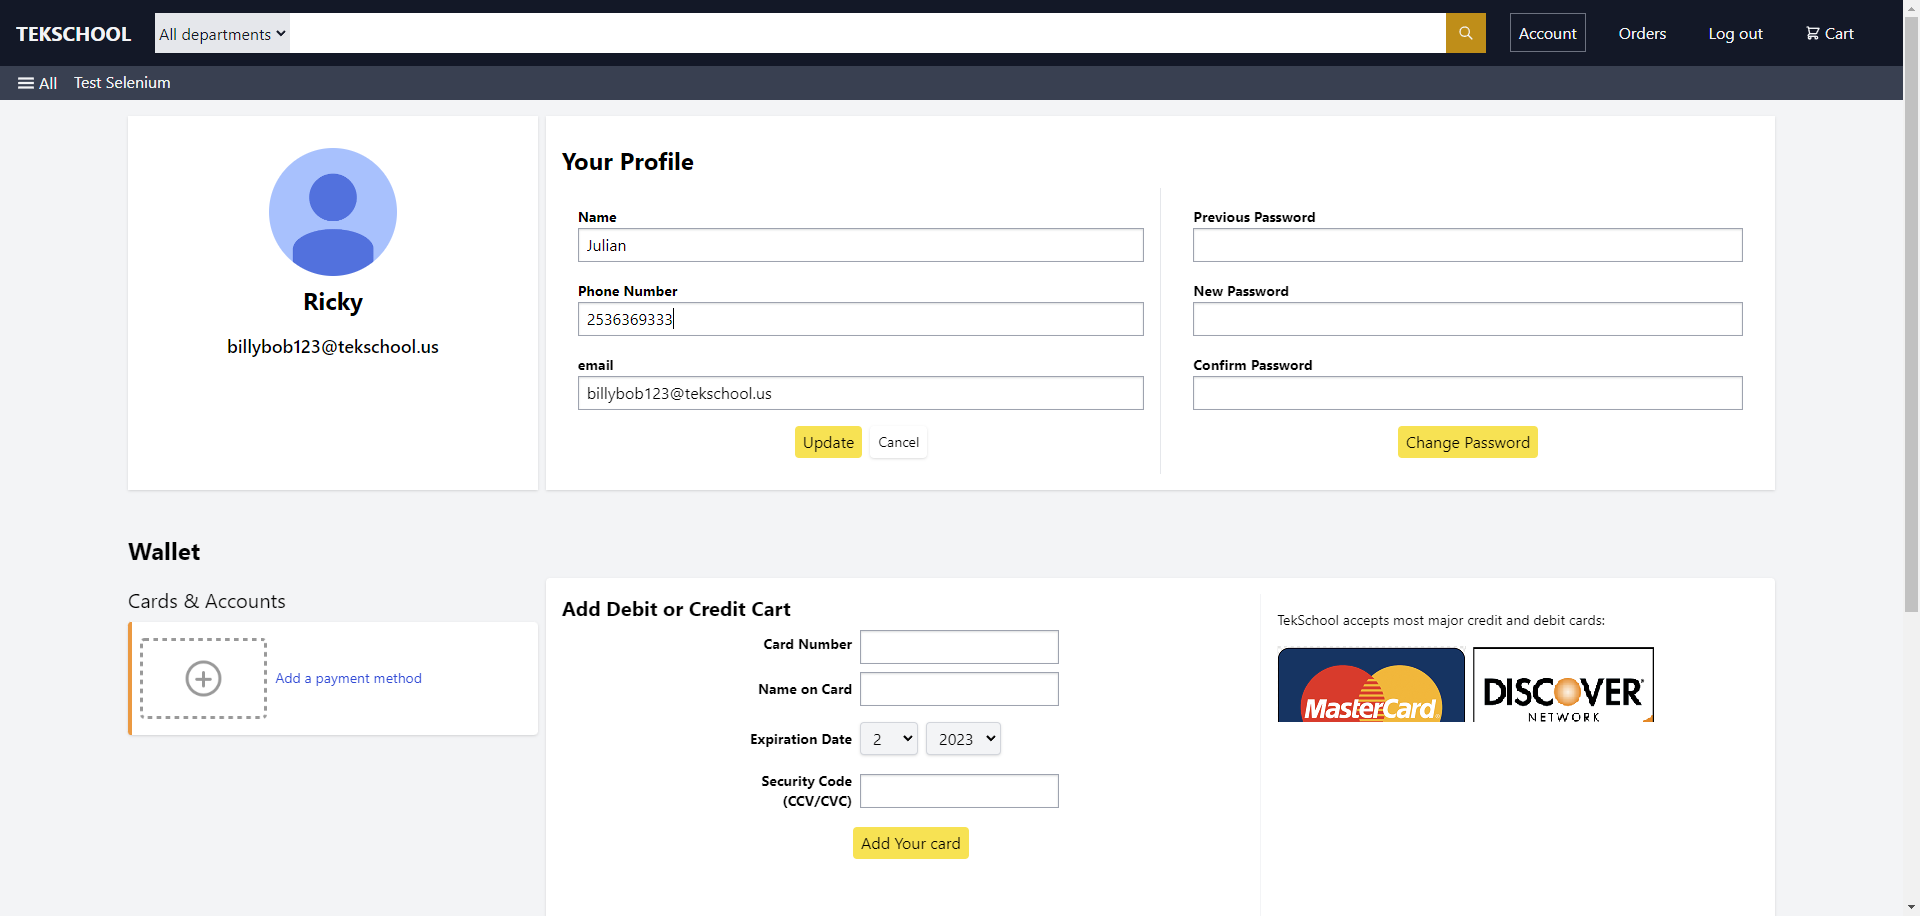 TEKSCHOOL
All departments
Account
Orders
Log out
Cart
All
Test Selenium
Ricky
billybob123@tekschool.us
Your Profile
Name
Julian
Phone Number
2536369333
email
billybob123@tekschool.us
Update
Cancel
Previous Password
New Password
Confirm Password
Change Password
Wallet
Cards & Accounts
Add a payment method
Add Debit or Credit Cart
Card Number
Name on Card
Expiration Date
2
2023
Security Code
(CCV/CVC)
Add Your card
TekSchool accepts most major credit and debit cards:
MasterCard
DISCOVER
NETWORK